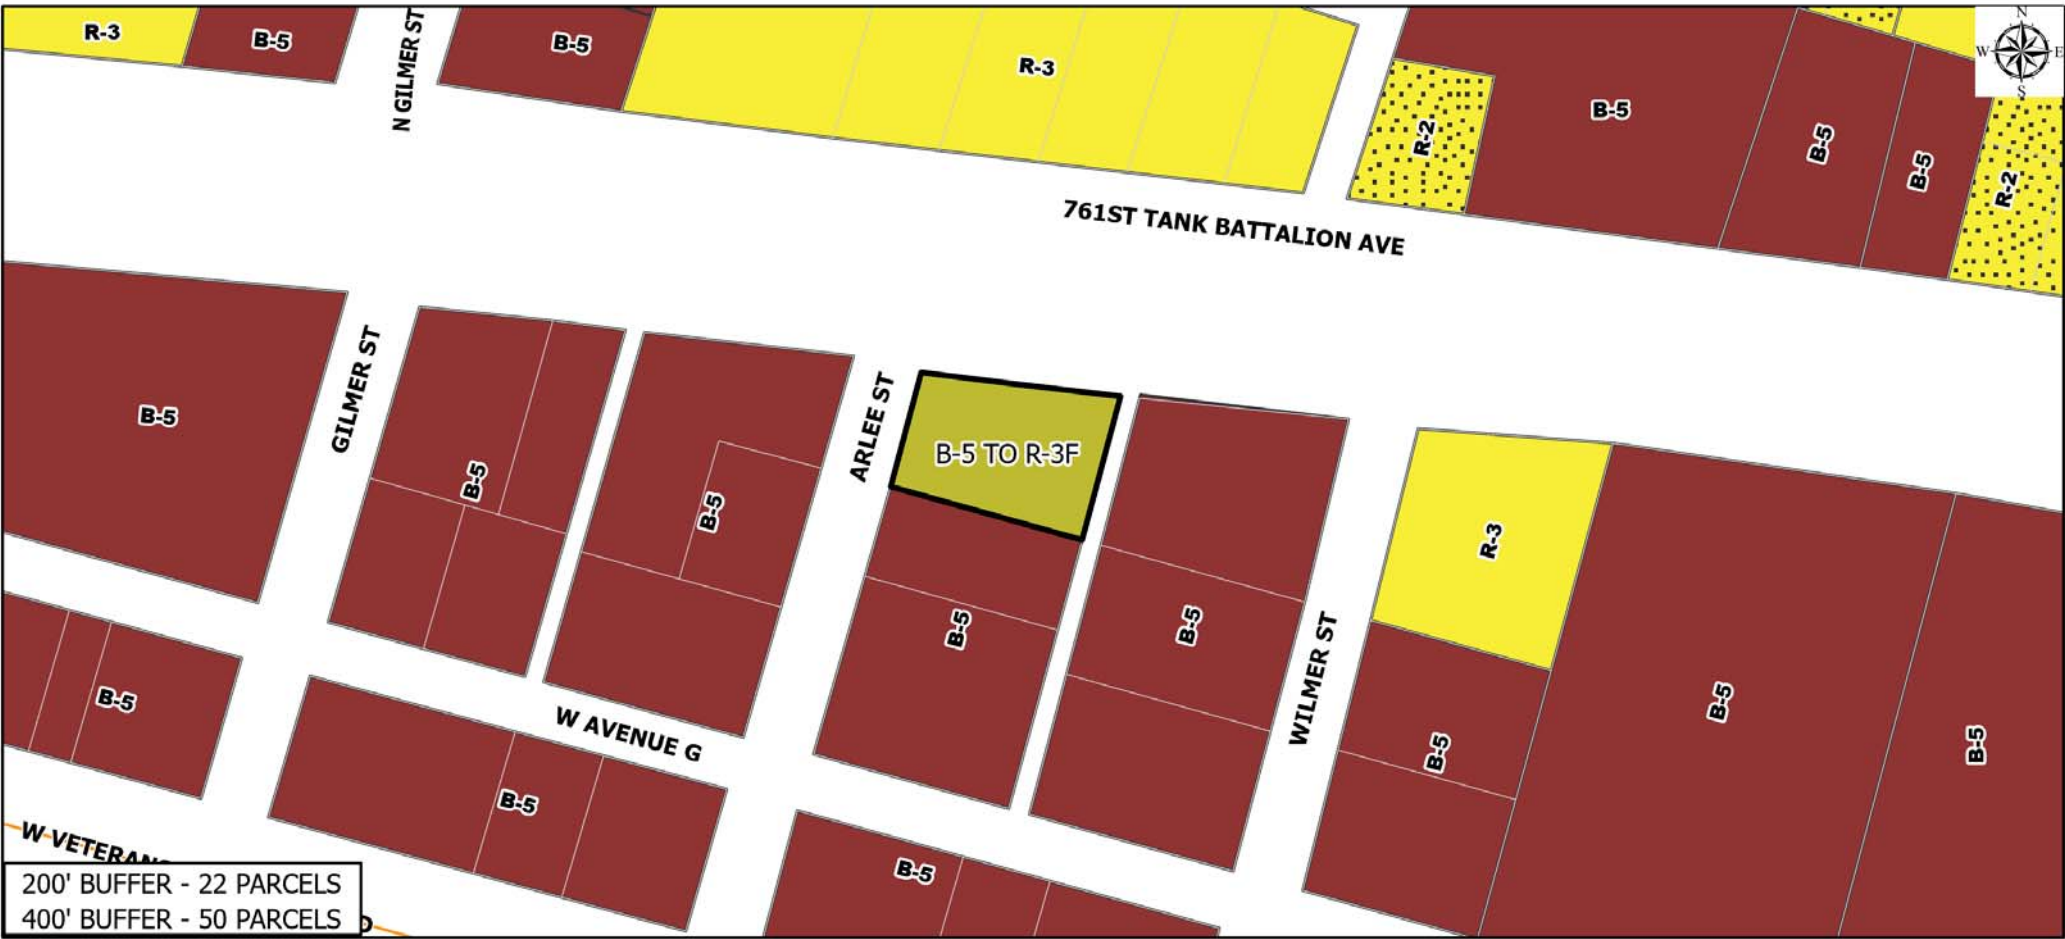 R-3
B-5
N GILMER ST
B-5
R-3
R-2
B-5
B-5
B-5
R-2
N
W
E
S
761ST TANK BATTALION AVE
B-5
GILMER ST
B-5
B-5
ARLEE ST
B-5 TO R-3F
B-5
B-5
WILMER ST
R-3
B-5
B-5
B-5
B-5
W AVENUE G
B-5
B-5
W VETERANS
200' BUFFER - 22 PARCELS
400' BUFFER - 50 PARCELS